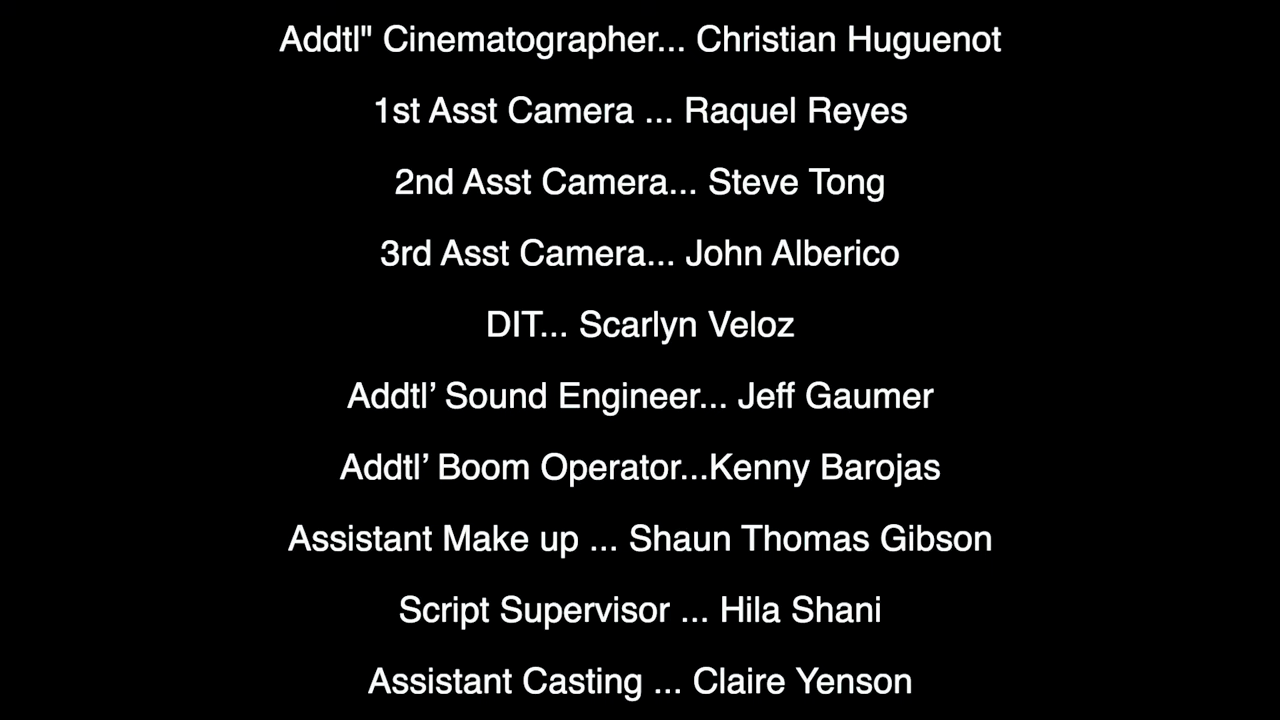 Addtl" Cinematographer... Christian Huguenot
1st Asst Camera ... Raquel Reyes
2nd Asst Camera... Steve Tong
3rd Asst Camera... John Alberico
DIT... Scarlyn Veloz
Addtl’ Sound Engineer... Jeff Gaumer
Addtl’ Boom Operator...Kenny Barojas
Assistant Make up ... Shaun Thomas Gibson
Script Supervisor ... Hila Shani
Assistant Casting ... Claire Yenson